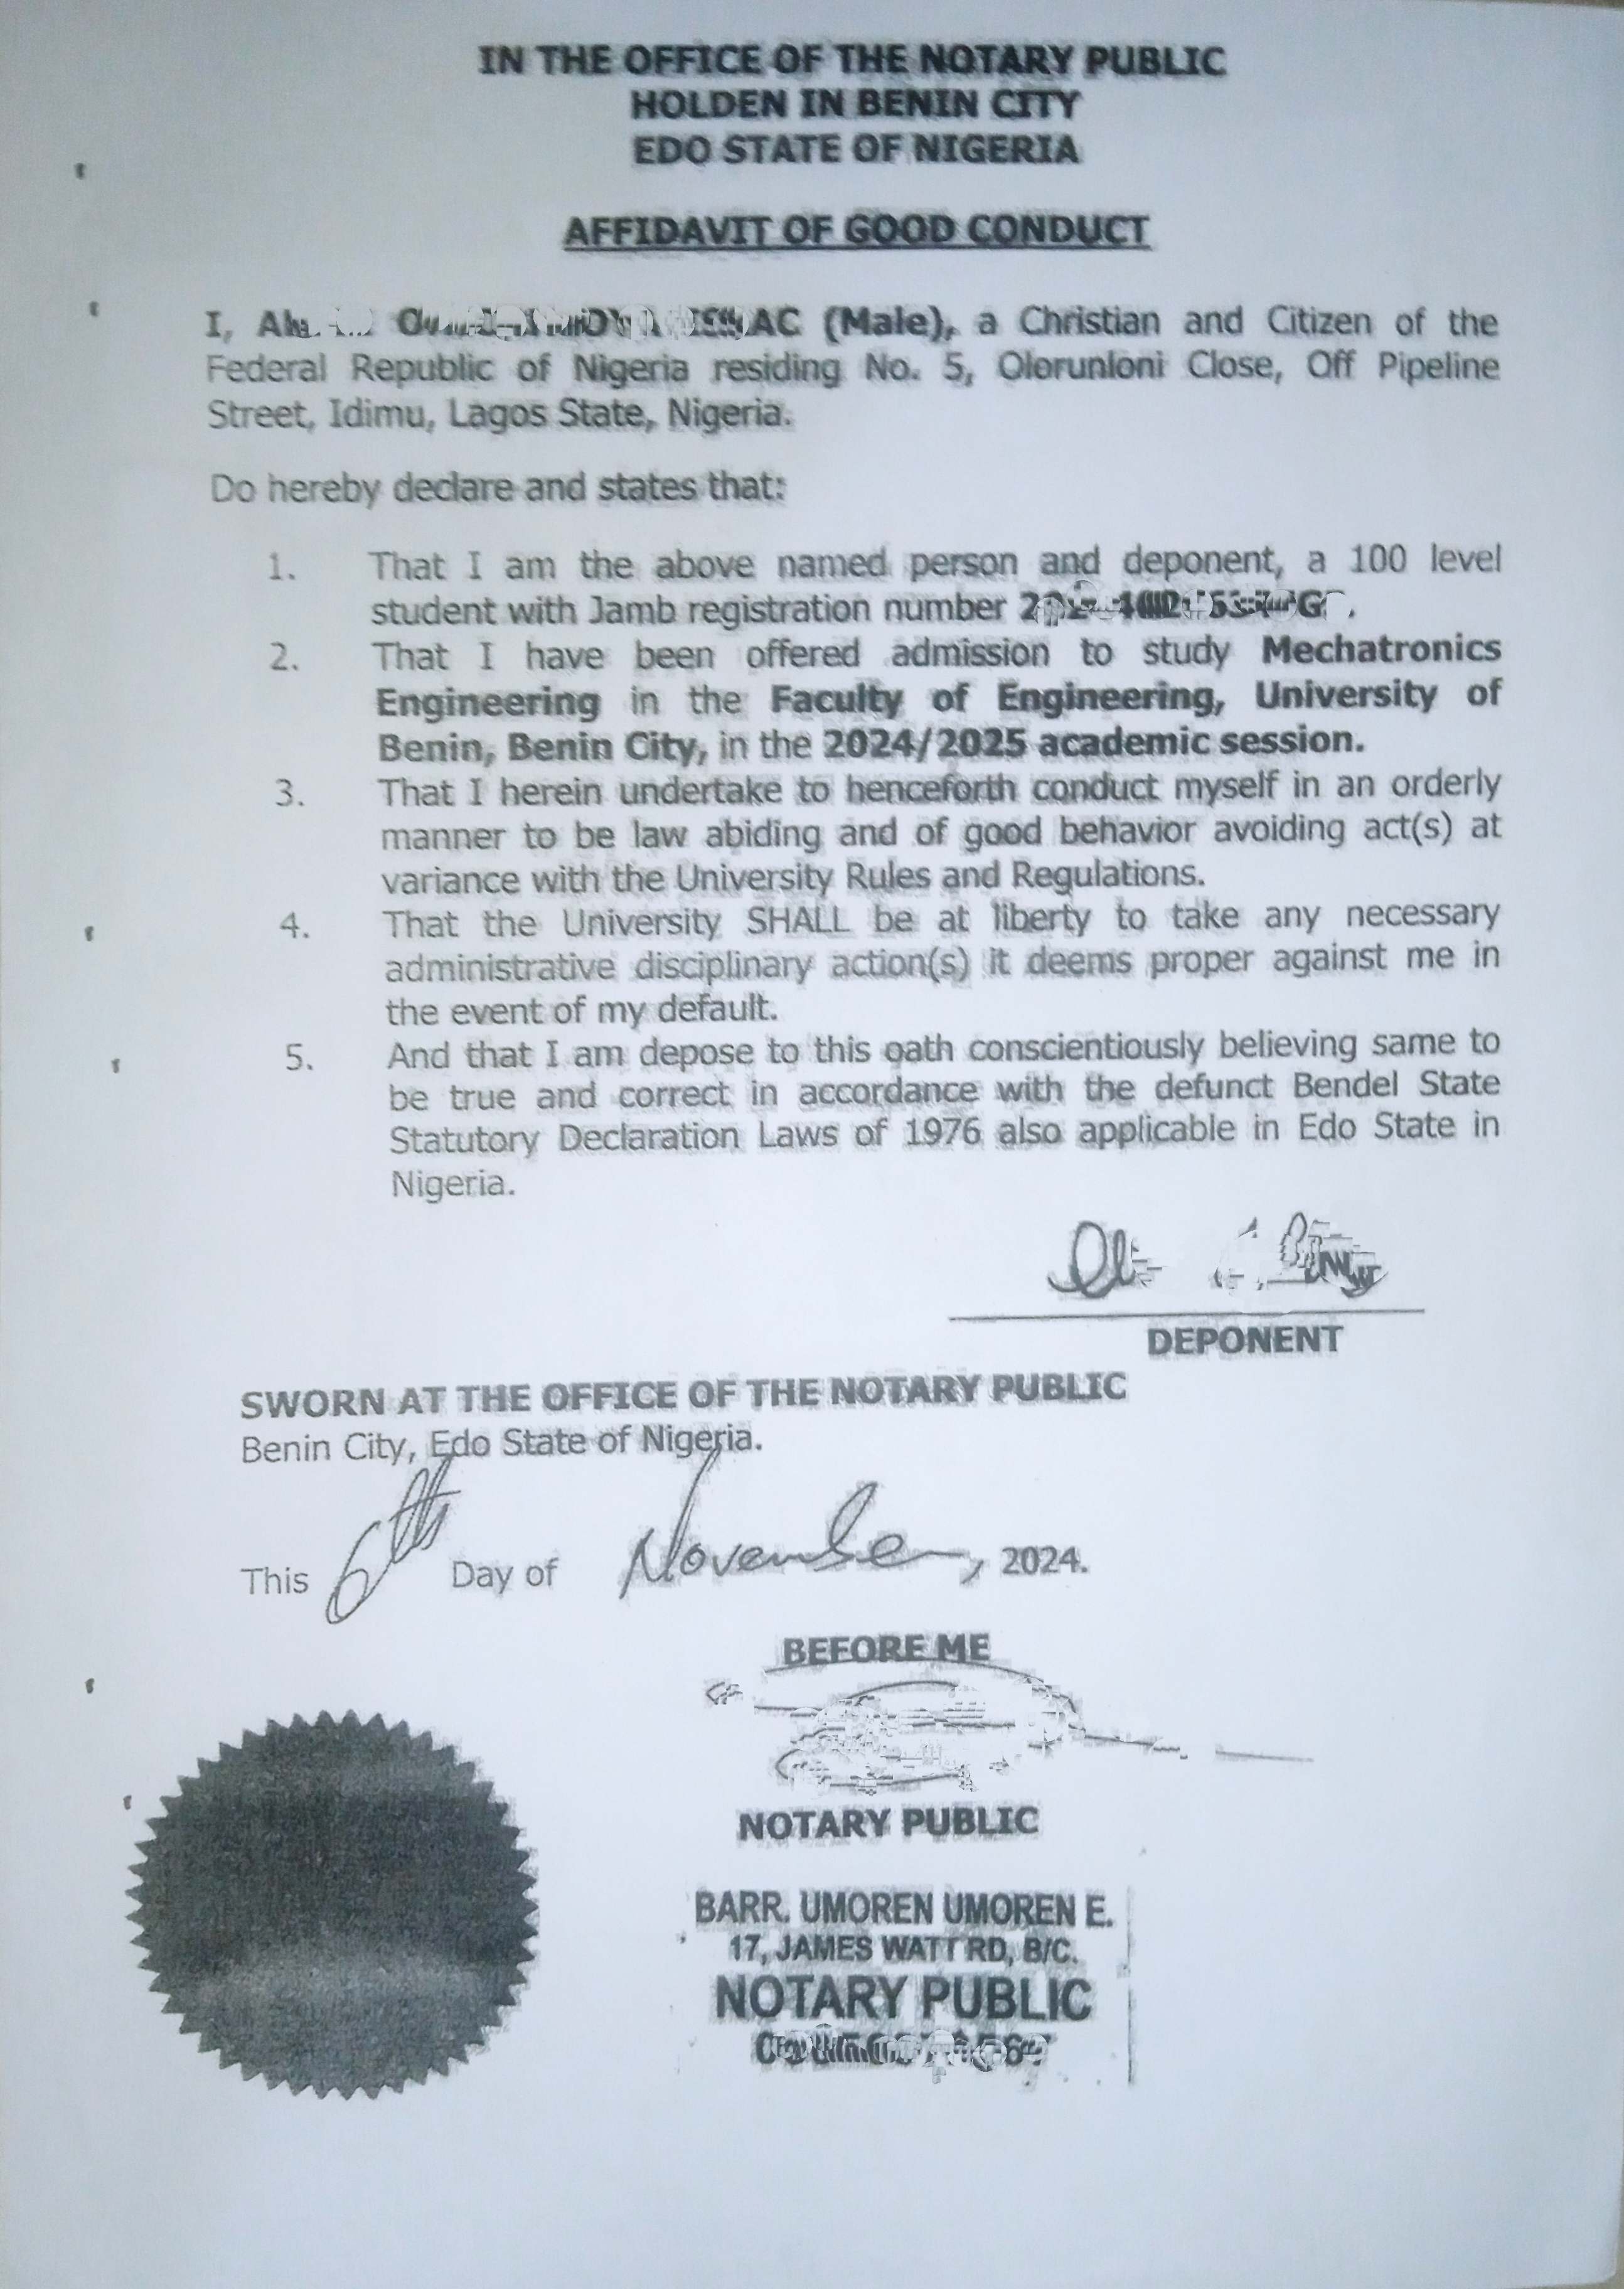 IN THE OFFICE OF THE NOTARY PUBLIC
HOLDEN IN BENIN CITY
EDO STATE OF NIGERIA
AFFIDAVIT OF GOOD CONDUCT
I, (Male), a Christian and Citizen of the
Federal Republic of Nigeria residing No. 5, Olorunloni Close, Off Pipeline
Street, Idimu, Lagos State, Nigeria.
Do hereby declare and states that:
1. That I am the above named person and deponent, a 100 level
student with Jamb registration number
2. That I have been offered admission to study Mechatronics
Engineering in the Faculty of Engineering, University of
Benin, Benin City, in the 2024/2025 academic session.
3. That I herein undertake to henceforth conduct myself in an orderly
manner to be law abiding and of good behavior avoiding act(s) at
variance with the University Rules and Regulations.
4. That the University SHALL be at liberty to take any necessary
administrative disciplinary action(s) it deems proper against me in
the event of my default.
5. And that I am depose to this oath conscientiously believing same to
be true and correct in accordance with the defunct Bendel State
Statutory Declaration Laws of 1976 also applicable in Edo State in
Nigeria.
DEPONENT
SWORN AT THE OFFICE OF THE NOTARY PUBLIC
Benin City, Edo State of Nigeria.
This 6th Day of November, 2024.
BEFORE ME
NOTARY PUBLIC
BARR. UMOREN UMOREN E.
17, JAMES WATT RD, B/C.
NOTARY PUBLIC